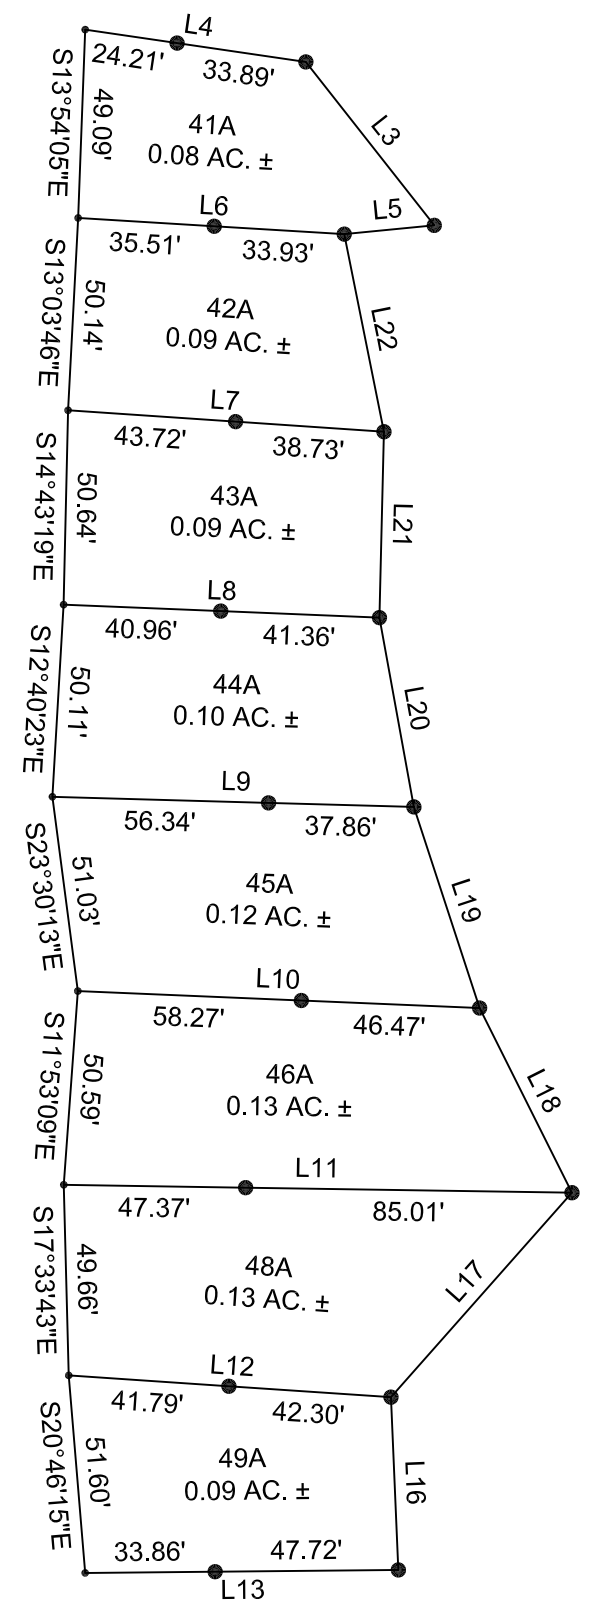 L4
24.21'
33.89'
S13°54'05"E
49.09'
41A
0.08 AC. ±
L3
L6
L5
35.51'
33.93'
S13°03'46"E
50.14'
42A
0.09 AC. ±
L22
L7
43.72'
38.73'
S14°43'19"E
50.64'
43A
0.09 AC. ±
L21
L8
40.96'
41.36'
S12°40'23"E
50.11'
44A
0.10 AC. ±
L20
L9
56.34'
37.86'
S23°30'13"E
51.03'
45A
0.12 AC. ±
L19
L10
58.27'
46.47'
S11°53'09"E
50.59'
46A
0.13 AC. ±
L18
L11
47.37'
85.01'
S17°33'43"E
49.66'
48A
0.13 AC. ±
L17
L12
41.79'
42.30'
S20°46'15"E
51.60'
49A
0.09 AC. ±
L16
33.86'
47.72'
L13